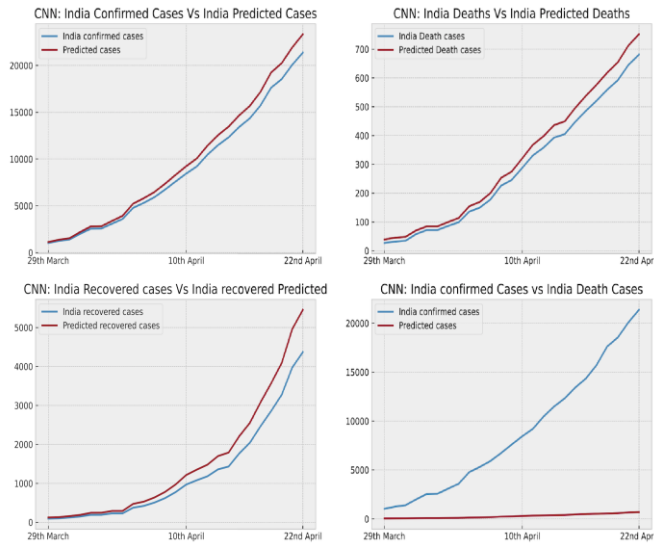 CNN: India Confirmed Cases Vs India Predicted Cases
India confirmed cases
Predicted cases
20000
15000
10000
5000
0
29th March 10th April 22nd April
CNN: India Deaths Vs India Predicted Deaths
India Death cases
Predicted Death cases
700
600
500
400
300
200
100
0
29th March 10th April 22nd Apr
CNN: India Recovered cases Vs India recovered Predicted
India recovered cases
Predicted recovered cases
5000
4000
3000
2000
1000
0
29th March 10th April 22nd April
CNN: India confirmed Cases vs India Death Cases
India confirmed cases
Predicted cases
20000
15000
10000
5000
0
29th March 10th April 22nd Apr